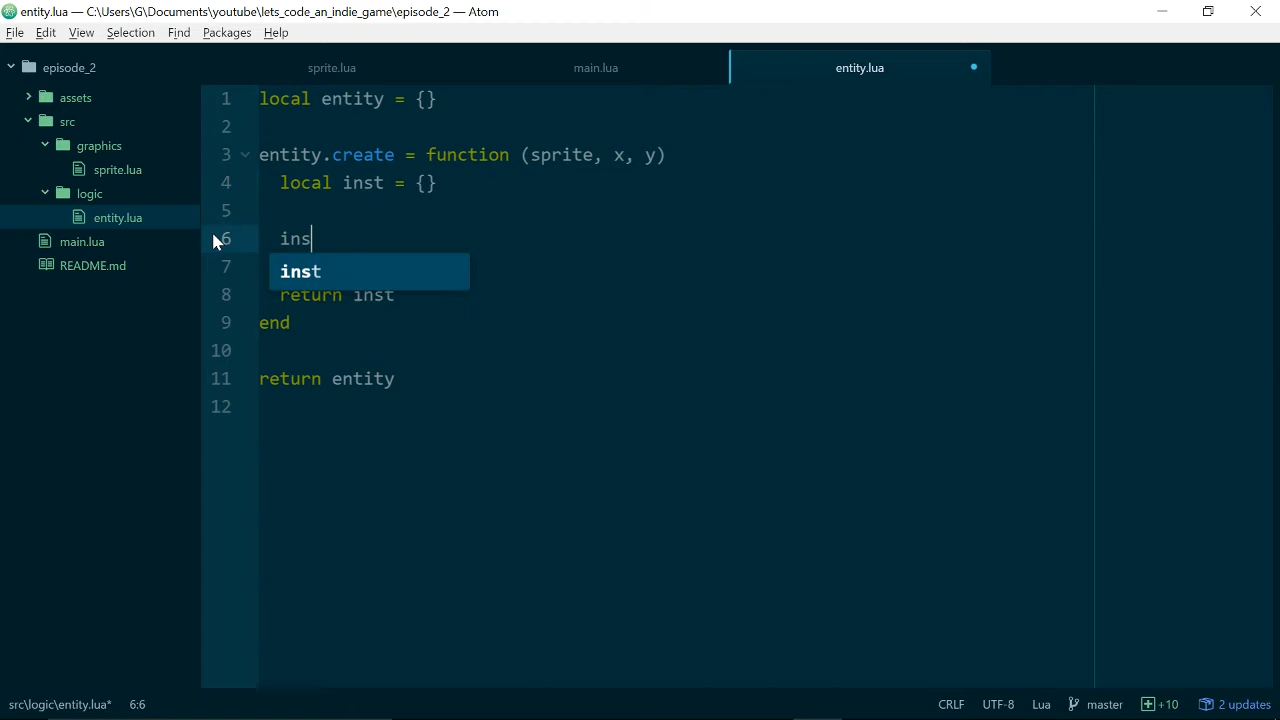 entity.lua — C:\Users\G\Documents\youtube\lets_code_an_indie_game\episode_2 — Atom
File Edit View Selection Find Packages Help
episode_2
assets
src
graphics
sprite.lua
logic
entity.lua
main.lua
README.md
sprite.lua main.lua entity.lua
1 local entity = {}
2
3 entity.create = function (sprite, x, y)
4 local inst = {}
5
6 ins
7 inst
8 return inst
9 end
10
11 return entity
12
src\logic\entity.lua* 6:6 CRLF UTF-8 Lua master +10 2 updates